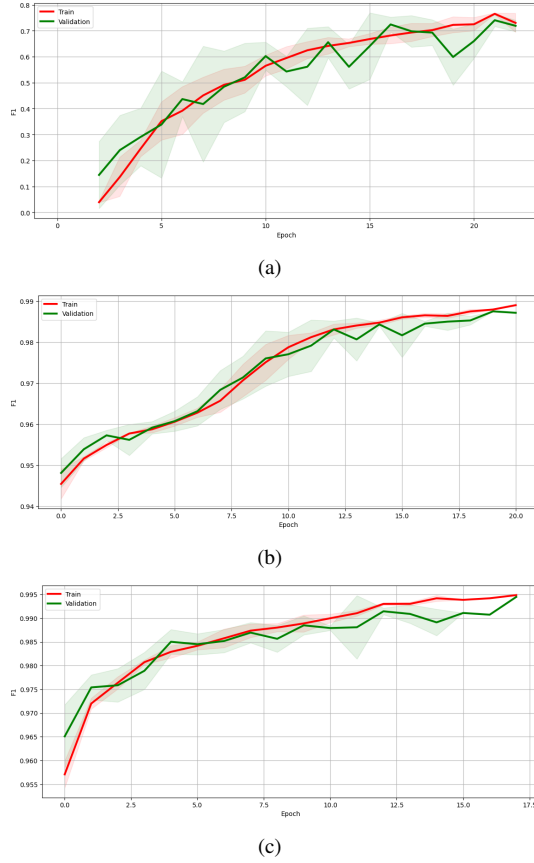 0.8
Train
Validation
0.7
0.6
0.5
F1
0.4
0.3
0.2
0.1
0.0
0 5 10 15 20
Epoch
(a)
0.99
Train
Validation
0.98
0.97
F1
0.96
0.95
0.94
0.0 2.5 5.0 7.5 10.0 12.5 15.0 17.5 20.0
Epoch
(b)
0.995
Train
Validation
0.990
0.985
0.980
F1
0.975
0.970
0.965
0.960
0.955
0.0 2.5 5.0 7.5 10.0 12.5 15.0 17.5
Epoch
(c)